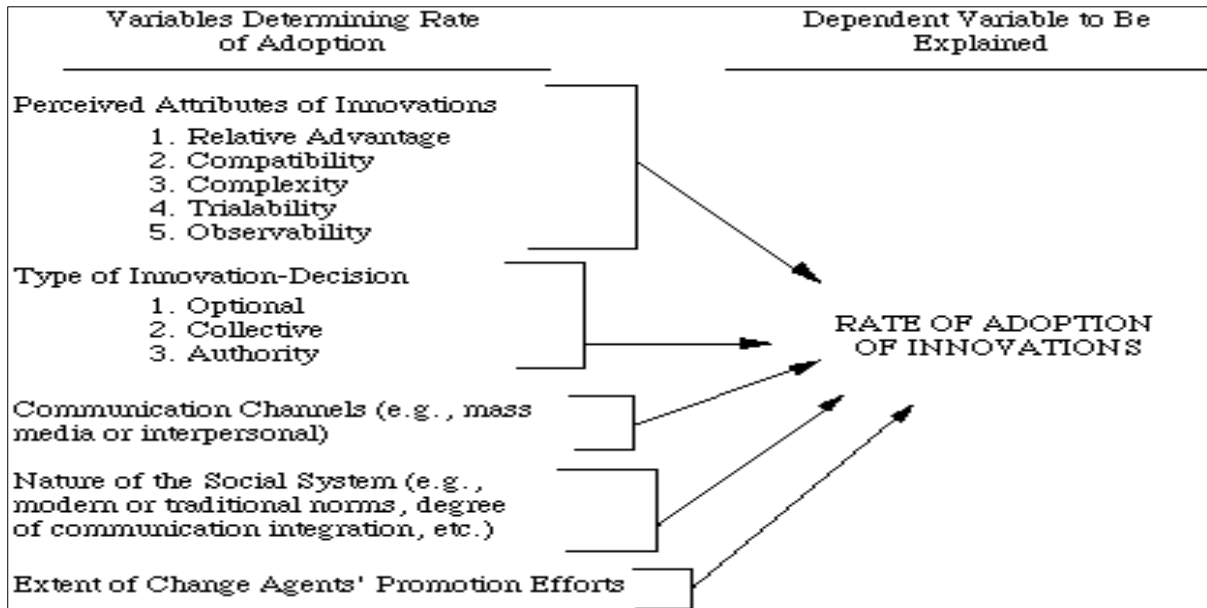 Variables Determining Rate
of Adoption
Dependent Variable to Be
Explained
Perceived Attributes of Innovations
1. Relative Advantage
2. Compatibility
3. Complexity
4. Trialability
5. Observability
Type of Innovation-Decision
1. Optional
2. Collective
3. Authority
RATE OF ADOPTION
OF INNOVATIONS
Communication Channels (e.g., mass
media or interpersonal)
Nature of the Social System (e.g.,
modern or traditional norms, degree
of communication integration, etc.)
Extent of Change Agents' Promotion Efforts